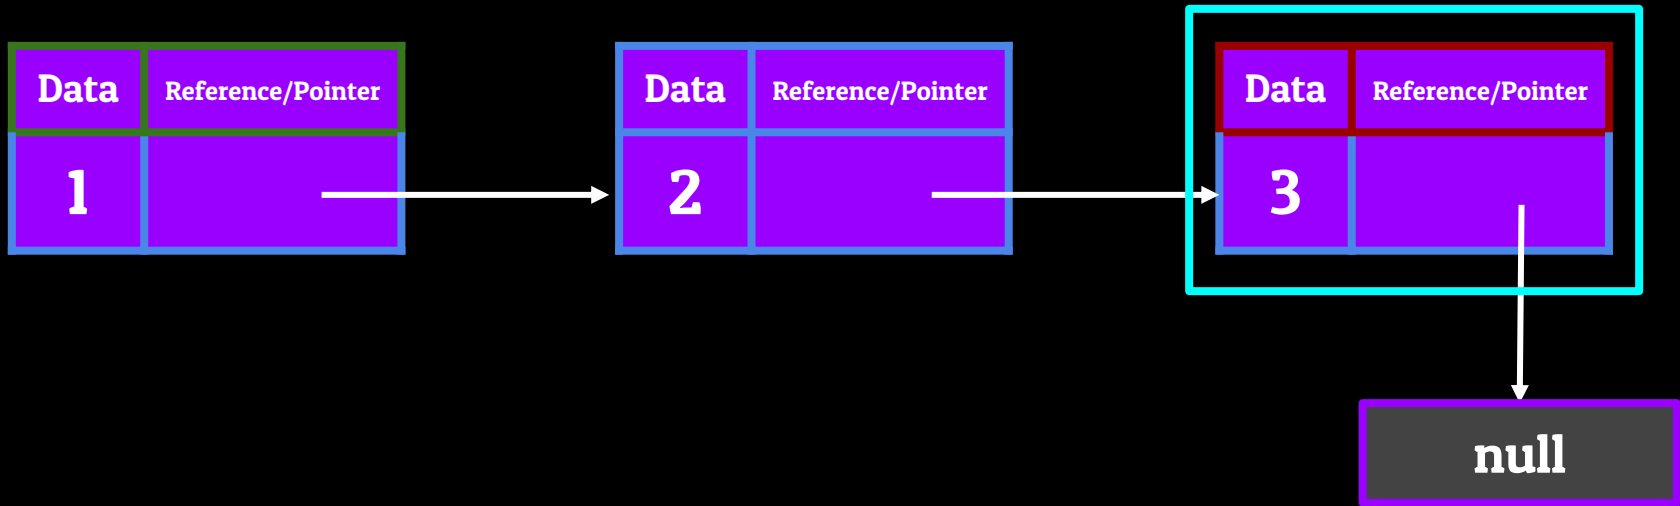 Data Reference/Pointer
1
Data Reference/Pointer
2
Data Reference/Pointer
3
null